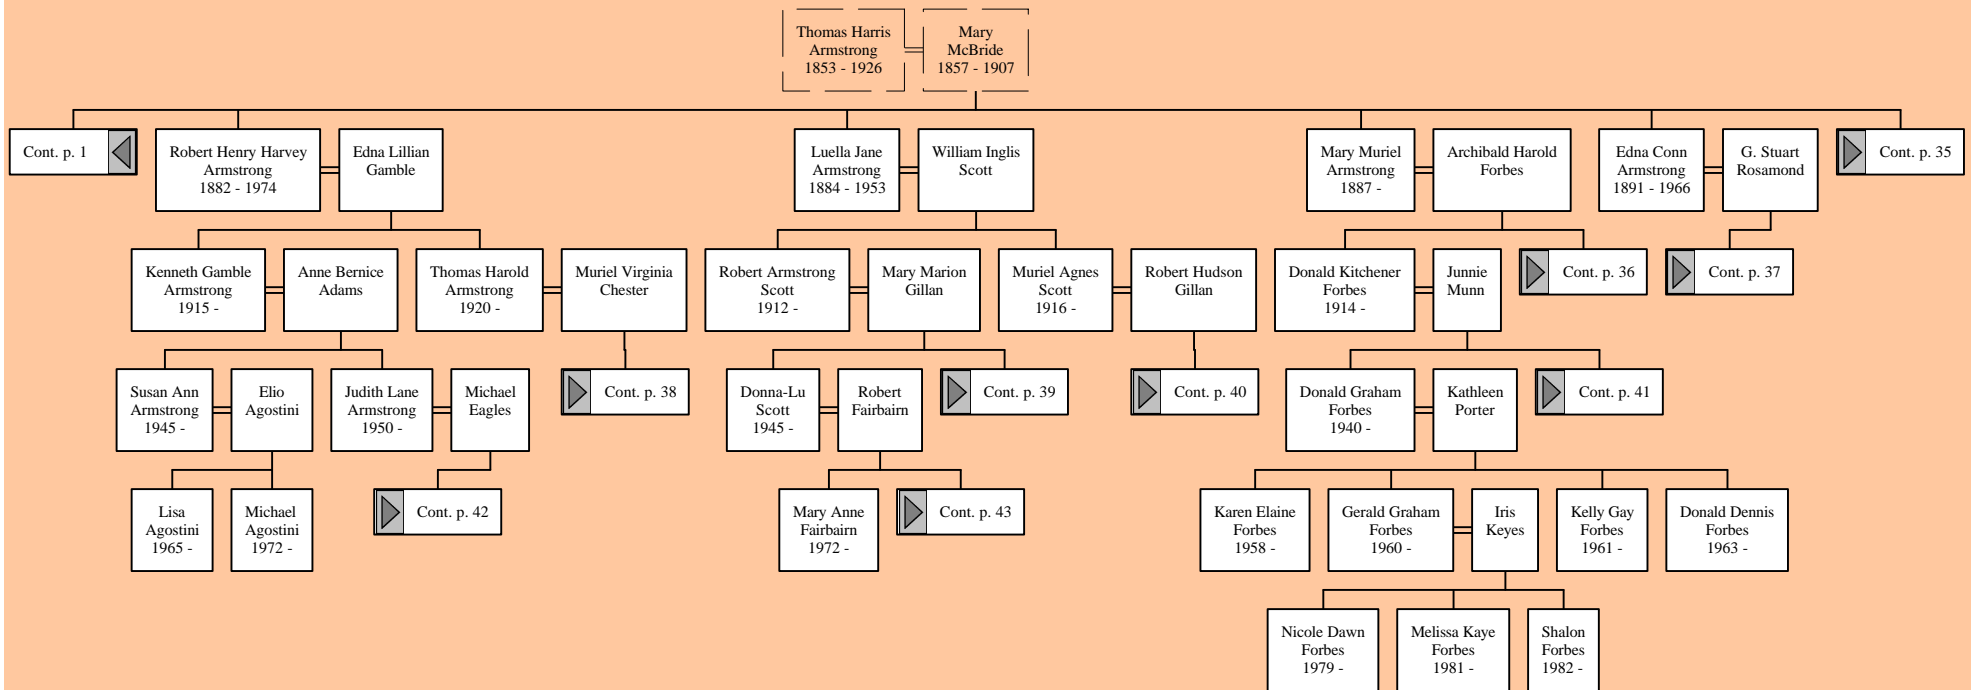 Thomas Harris
Armstrong
1853 - 1926
Mary
McBride
1857 - 1907
Cont. p. 1
Robert Henry Harvey
Armstrong
1882 - 1974
Edna Lillian
Gamble
Luella Jane
Armstrong
1884 - 1953
William Inglis
Scott
Mary Muriel
Armstrong
1887 -
Archibald Harold
Forbes
Edna Conn
Armstrong
1891 - 1966
G. Stuart
Rosamond
Cont. p. 35
Kenneth Gamble
Armstrong
1915 -
Anne Bernice
Adams
Thomas Harold
Armstrong
1920 -
Muriel Virginia
Chester
Robert Armstrong
Scott
1912 -
Mary Marion
Gillan
Muriel Agnes
Scott
1916 -
Robert Hudson
Gillan
Donald Kitchener
Forbes
1914 -
Junnie
Munn
Cont. p. 36
Cont. p. 37
Susan Ann
Armstrong
1945 -
Elio
Agostini
Judith Lane
Armstrong
1950 -
Michael
Eagles
Cont. p. 38
Donna-Lu
Scott
1945 -
Robert
Fairbairn
Cont. p. 39
Cont. p. 40
Donald Graham
Forbes
1940 -
Kathleen
Porter
Cont. p. 41
Lisa
Agostini
1965 -
Michael
Agostini
1972 -
Cont. p. 42
Mary Anne
Fairbairn
1972 -
Cont. p. 43
Karen Elaine
Forbes
1958 -
Gerald Graham
Forbes
1960 -
Iris
Keyes
Kelly Gay
Forbes
1961 -
Donald Dennis
Forbes
1963 -
Nicole Dawn
Forbes
1979 -
Melissa Kaye
Forbes
1981 -
Shalon
Forbes
1982 -